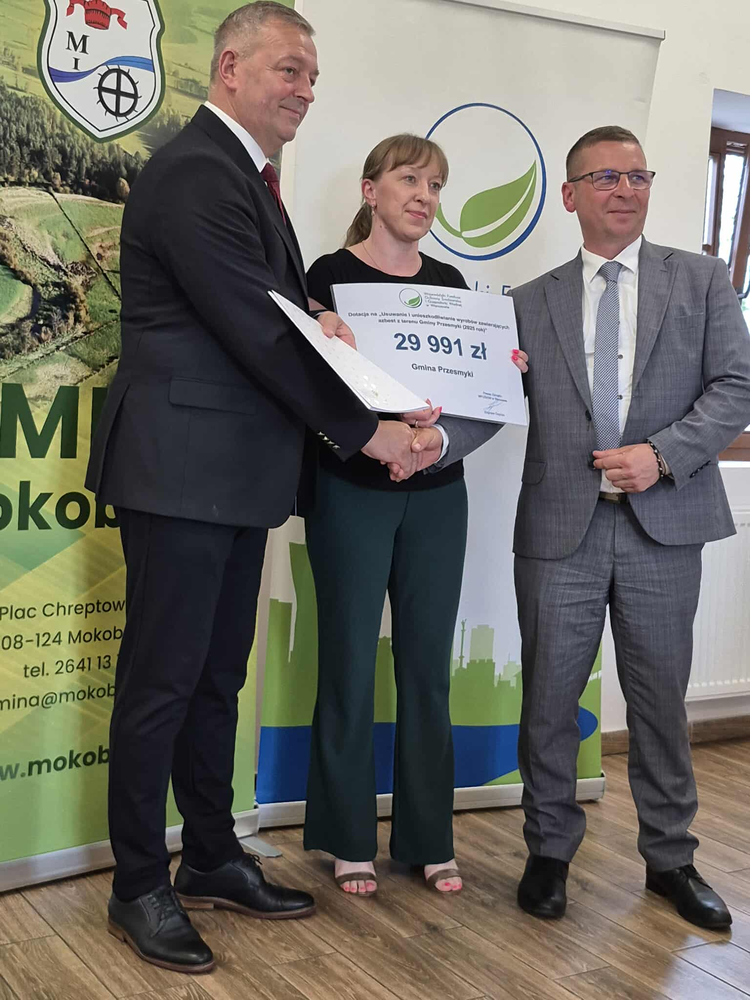 M
I
MI
okob
Plac Chreptow
08-124 Mokob
tel. 2641 13
mina@mokob
w.mokob
Wojewódzki Fundusz
Ochrony Środowiska
i Gospodarki Wodnej
w Warszawie
Dotacja na „Usuwanie i unieszkodliwianie wyrobów zawierających
azbest z terenu Gminy Przesmyki (2025 rok)"
29 991 zł
Gmina Przesmyki
Prezes Zarządu
WFOŚiGW w Warszawie
ki F